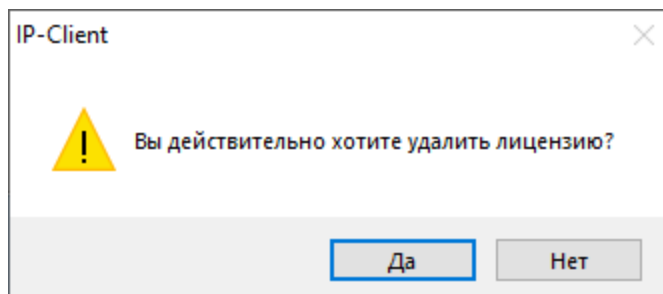 IP-Client
Вы действительно хотите удалить лицензию?
Да
Нет